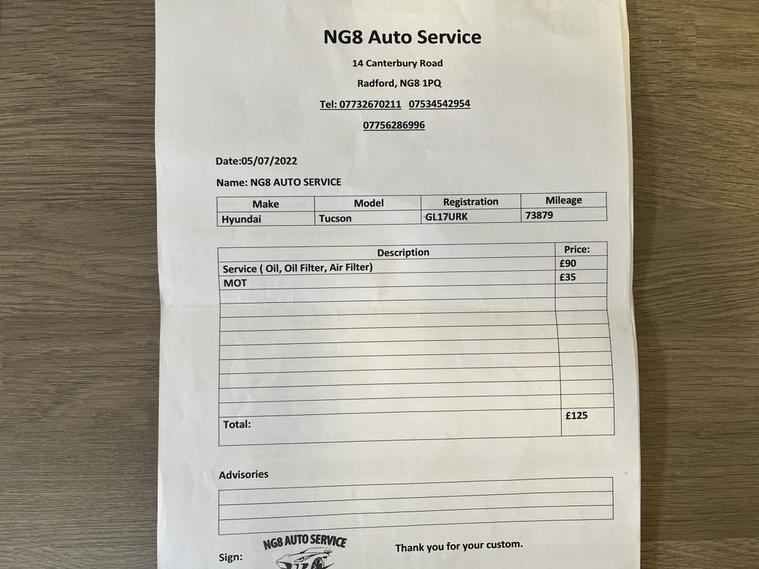 NG8 Auto Service
14 Canterbury Road
Radford, NG8 1PQ
Tel: 07732670211 07534542954
07756286996
Date:05/07/2022
Name: NG8 AUTO SERVICE
Make Model Registration Mileage
Hyundai Tucson GL17URK 73879
Description Price:
Service ( Oil, Oil Filter, Air Filter) £90
MOT £35
Total: £125
Advisories
NG8 AUTO SERVICE
Sign: Thank you for your custom.